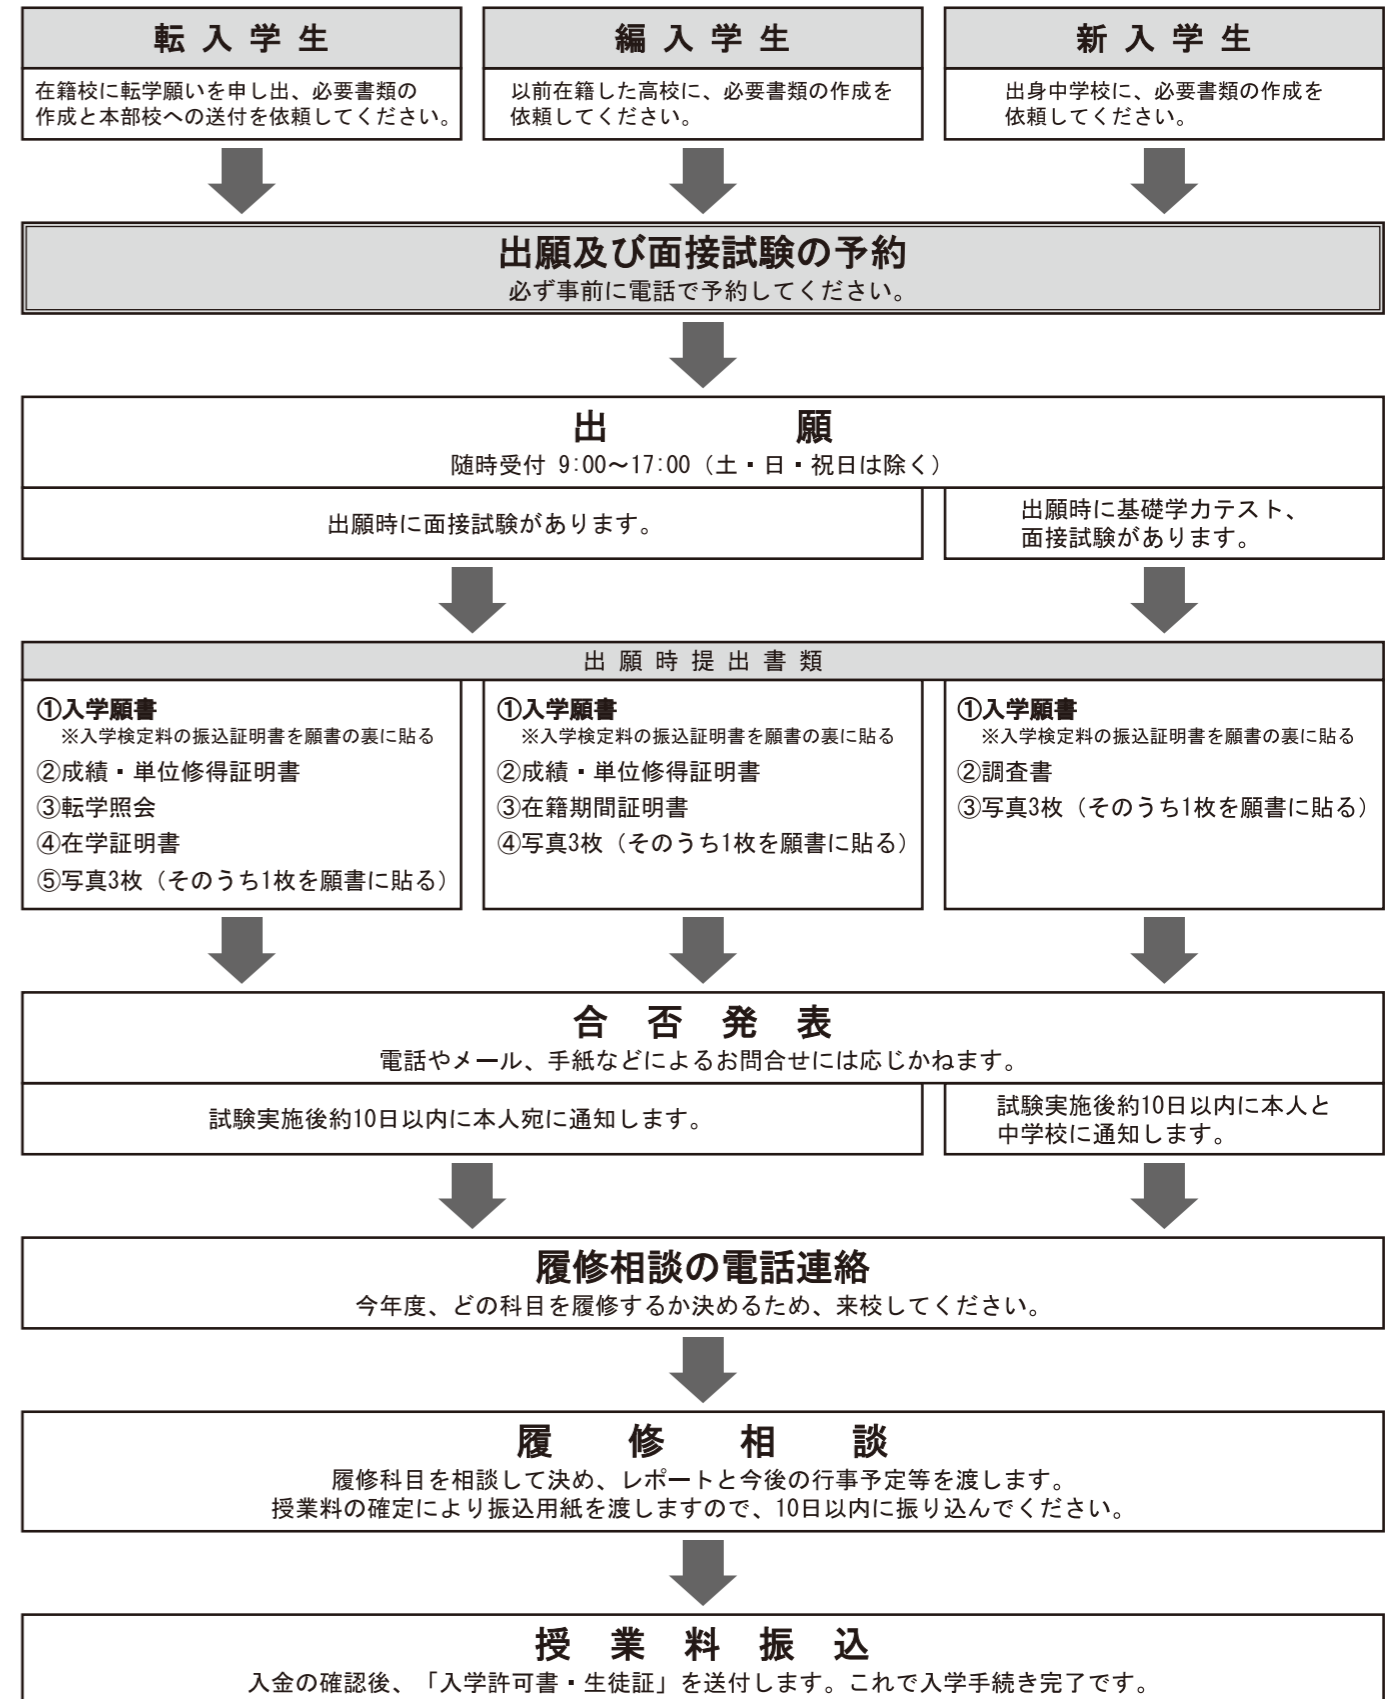 転入学生
在籍校に転学願いを申し出、必要書類の
作成と本部校への送付を依頼してください。
編入学生
以前在籍した高校に、必要書類の作成を
依頼してください。
新入学生
出身中学校に、必要書類の作成を
依頼してください。
出願及び面接試験の予約
必ず事前に電話で予約してください。
出願
随時受付 9:00～17:00（土・日・祝日は除く）
出願時に面接試験があります。
出願時に基礎学力テスト、
面接試験があります。
出願時提出書類
①入学願書
※入学検定料の振込証明書を願書の裏に貼る
②成績・単位修得証明書
③転学照会
④在学証明書
⑤写真3枚（そのうち1枚を願書に貼る）
①入学願書
※入学検定料の振込証明書を願書の裏に貼る
②成績・単位修得証明書
③在籍期間証明書
④写真3枚（そのうち1枚を願書に貼る）
①入学願書
※入学検定料の振込証明書を願書の裏に貼る
②調査書
③写真3枚（そのうち1枚を願書に貼る）
合否発表
電話やメール、手紙などによるお問合せには応じかねます。
試験実施後約10日以内に本人宛に通知します。
試験実施後約10日以内に本人と
中学校に通知します。
履修相談の電話連絡
今年度、どの科目を履修するか決めるため、来校してください。
履修相談
履修科目を相談して決め、レポートと今後の行事予定等を渡します。
授業料の確定により振込用紙を渡しますので、10日以内に振り込んでください。
授業料振込
入金の確認後、「入学許可書・生徒証」を送付します。これで入学手続き完了です。